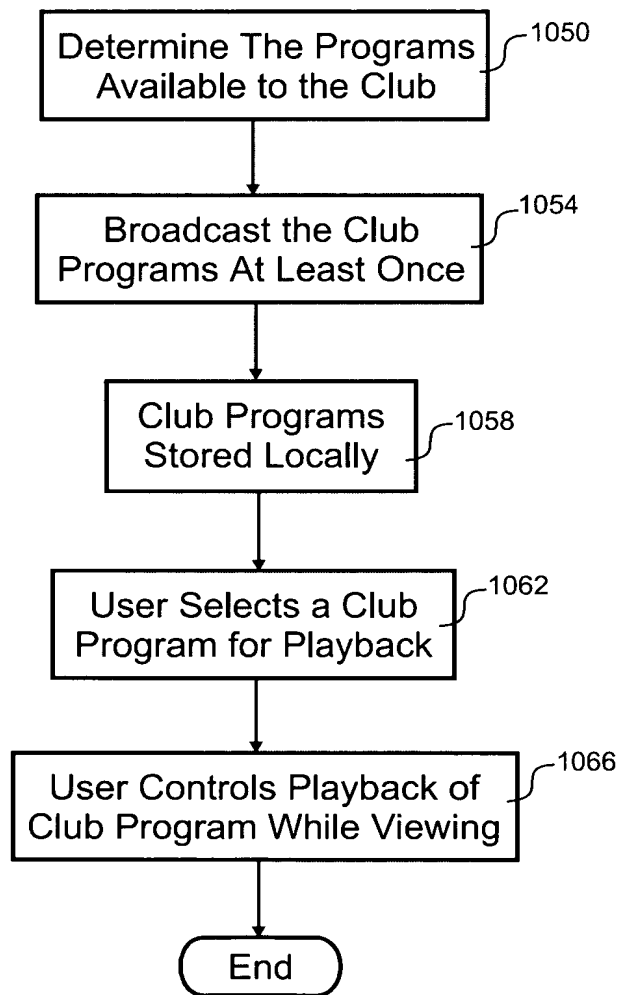 Determine The Programs
Available to the Club
1050
Broadcast the Club
Programs At Least Once
1054
Club Programs
Stored Locally
1058
User Selects a Club
Program for Playback
1062
User Controls Playback of
Club Program While Viewing
1066
End